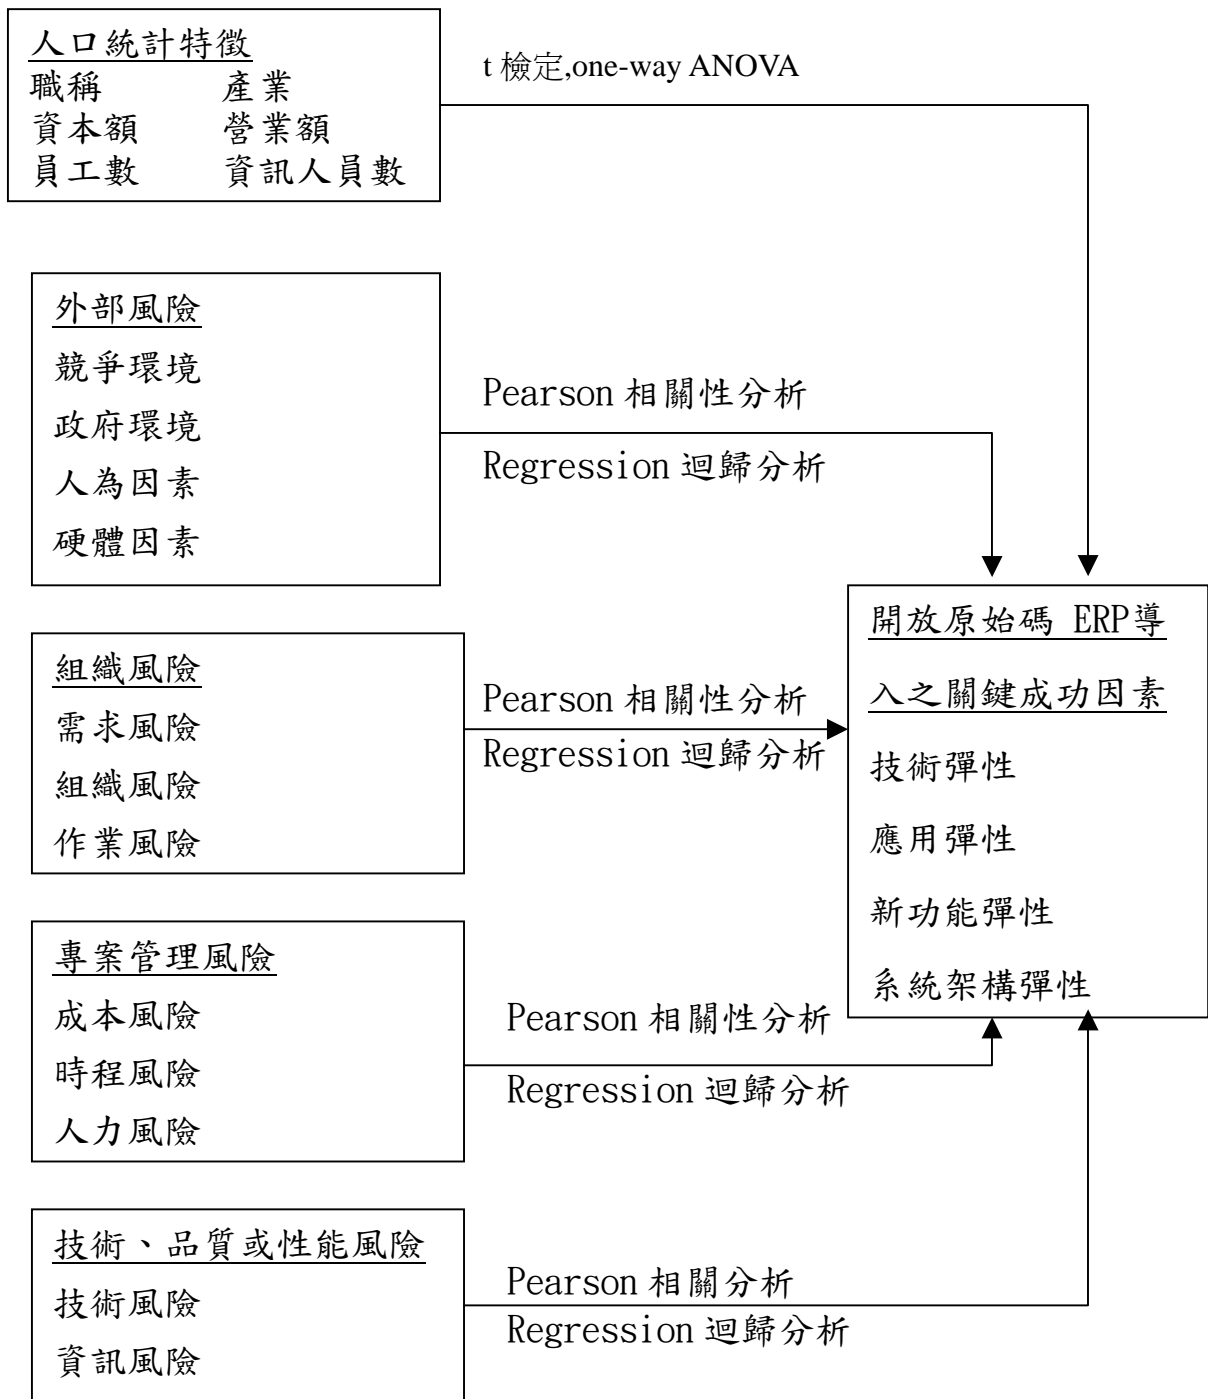 人口統計特徵
職稱 產業
資本額 營業額
員工數 資訊人員數
t 檢定,one-way ANOVA
外部風險
競爭環境
政府環境
人為因素
硬體因素
Pearson 相關性分析
Regression 迴歸分析
組織風險
需求風險
組織風險
作業風險
Pearson 相關性分析
Regression 迴歸分析
開放原始碼 ERP導
入之關鍵成功因素
技術彈性
應用彈性
新功能彈性
系統架構彈性
專案管理風險
成本風險
時程風險
人力風險
Pearson 相關性分析
Regression 迴歸分析
技術、品質或性能風險
技術風險
資訊風險
Pearson 相關分析
Regression 迴歸分析